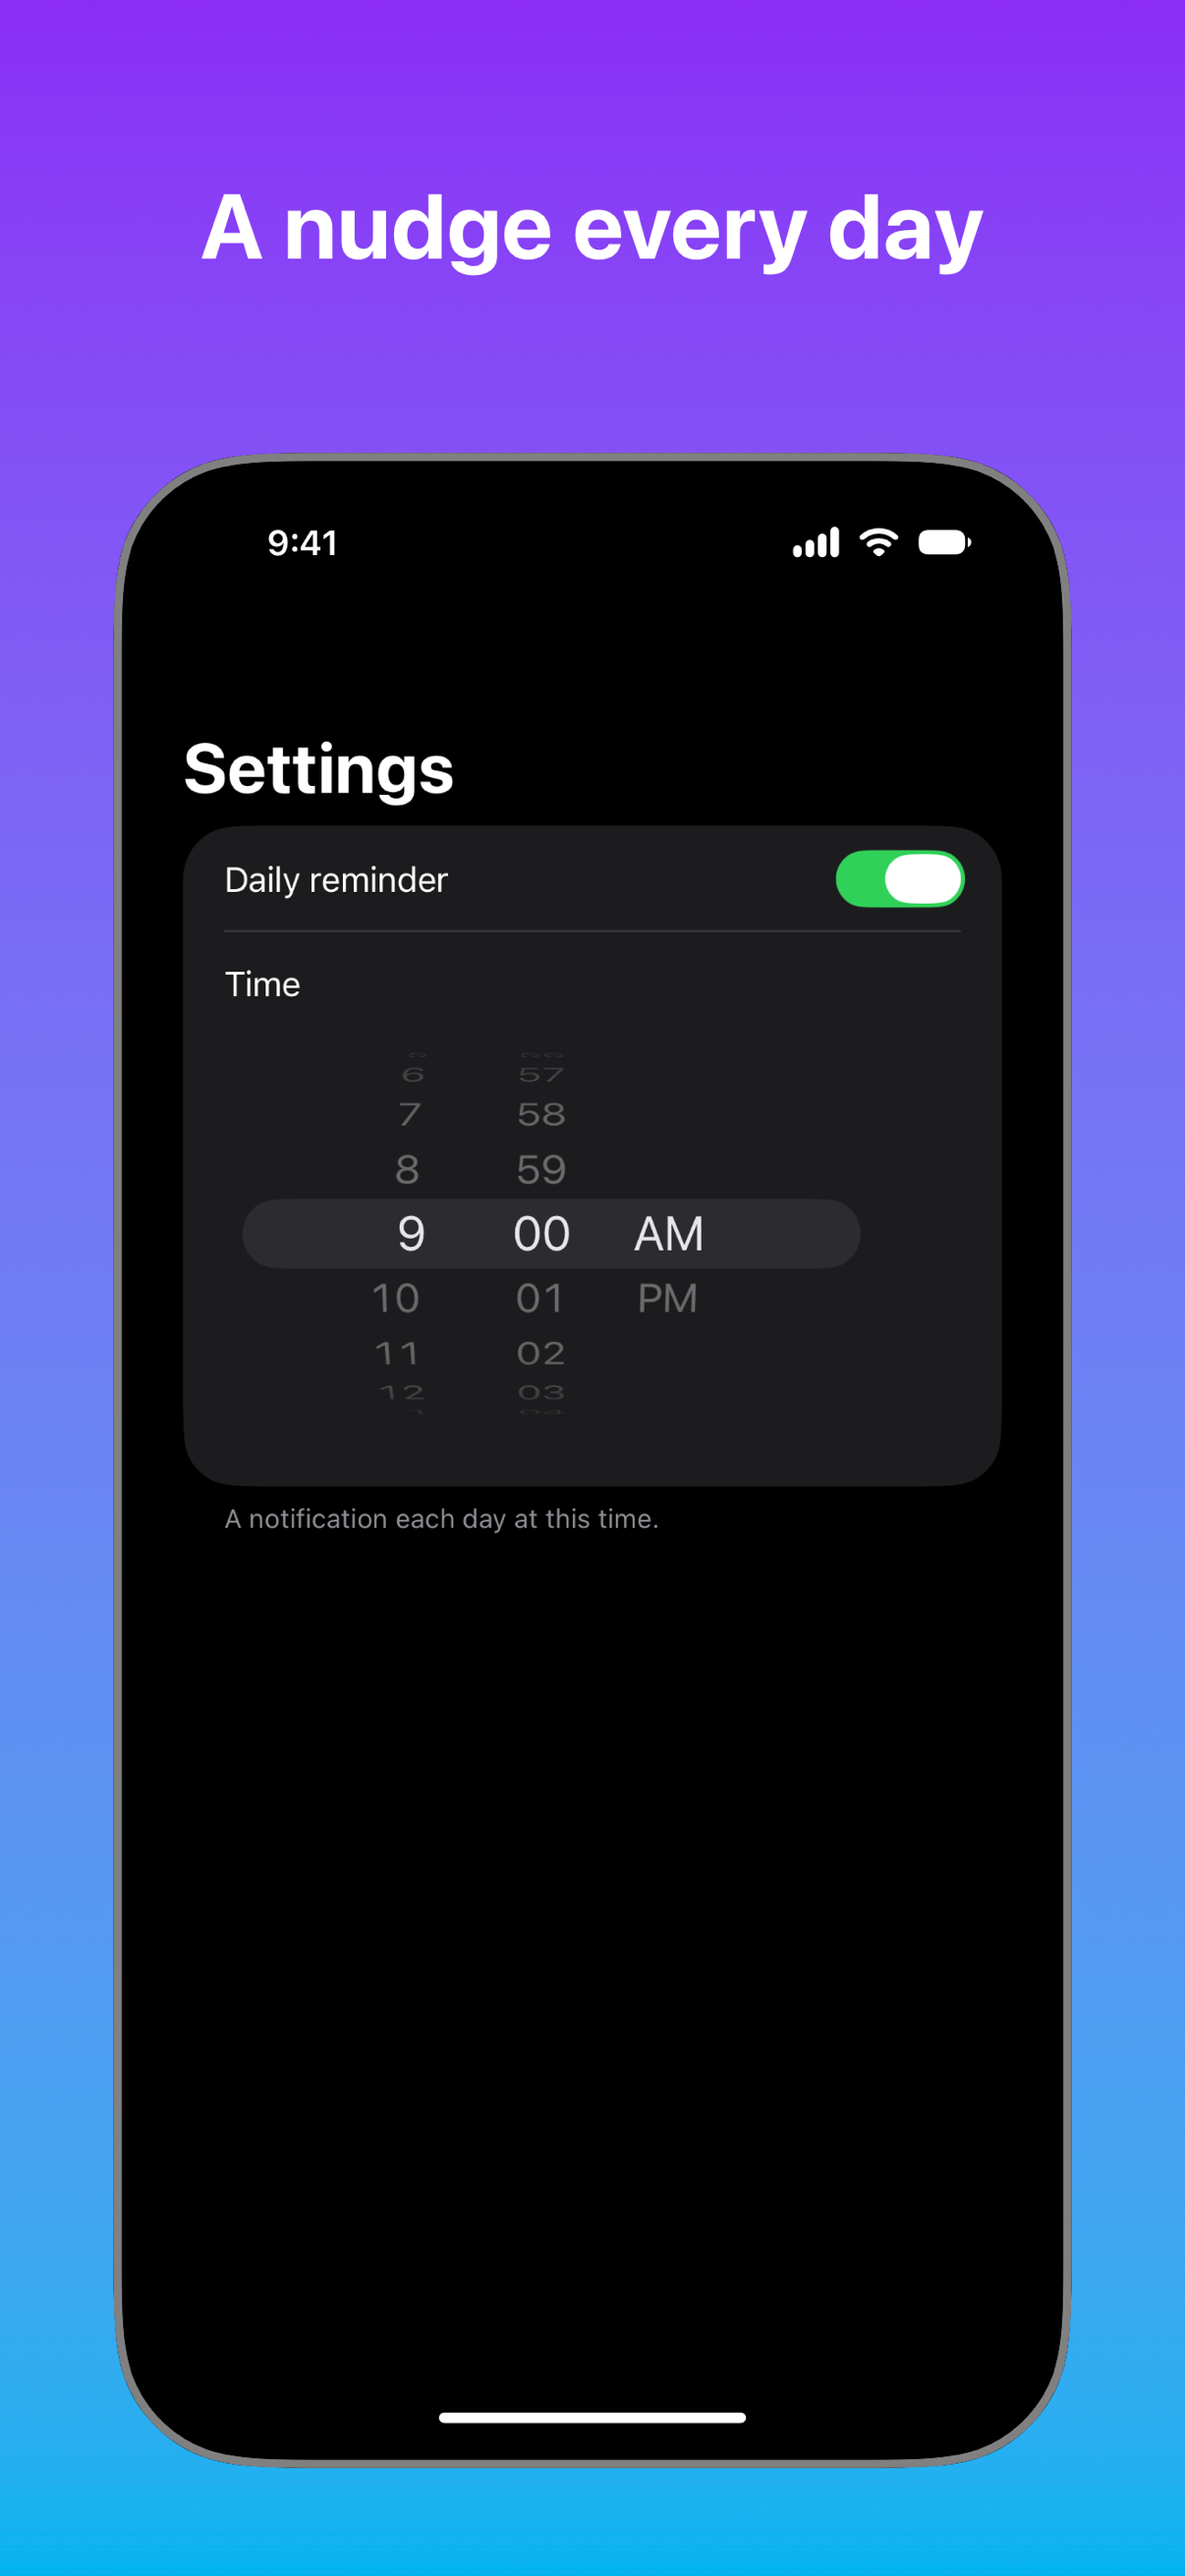 A nudge every day
9:41
Settings
Daily reminder
Time
6 57
7 58
8 59
9 00 AM
10 01 PM
11 02
12 03
A notification each day at this time.